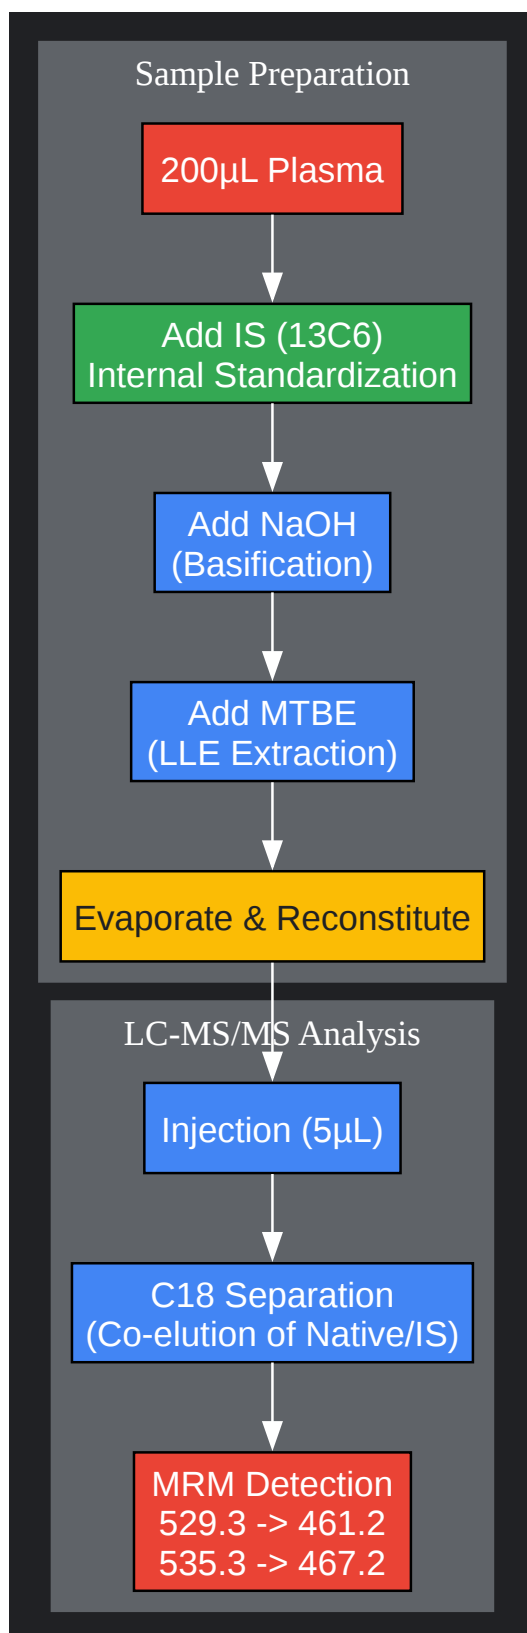 Sample Preparation
200µL Plasma
Add IS (13C6)
Internal Standardization
Add NaOH
(Basification)
Add MTBE
(LLE Extraction)
Evaporate & Reconstitute
LC-MS/MS Analysis
Injection (5µL)
C18 Separation
(Co-elution of Native/IS)
MRM Detection
529.3 -> 461.2
535.3 -> 467.2